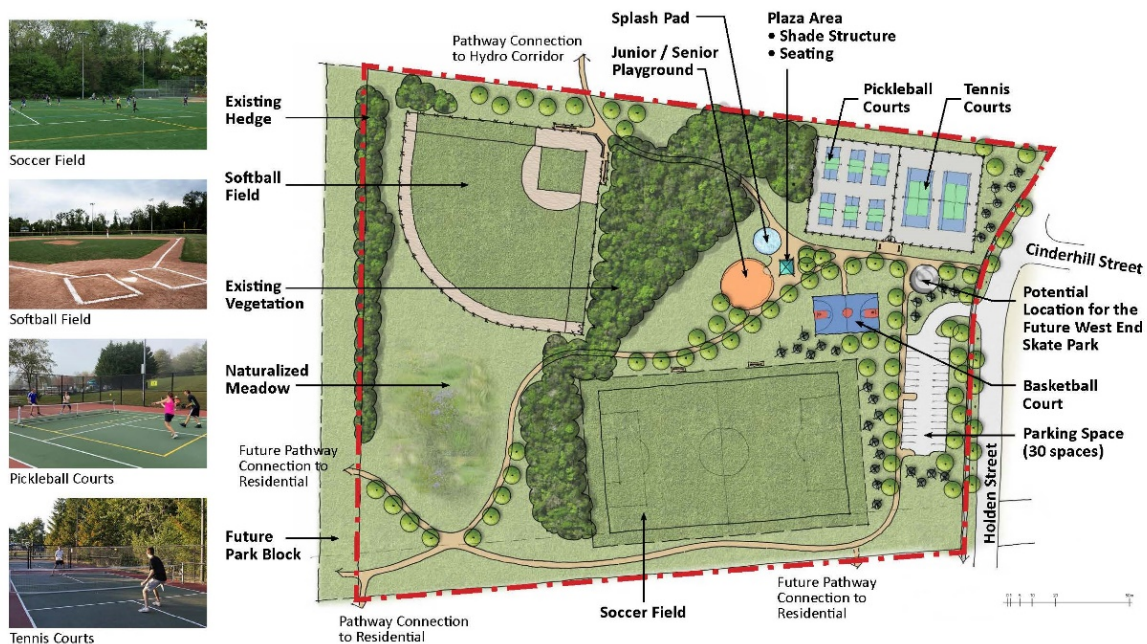 Soccer Field
Softball Field
Pickleball Courts
Tennis Courts
Pathway Connection
to Hydro Corridor
Splash Pad
Junior / Senior
Playground
Plaza Area
• Shade Structure
• Seating
Pickleball
Courts
Tennis
Courts
Existing
Hedge
Softball
Field
Existing
Vegetation
Naturalized
Meadow
Future Pathway
Connection to
Residential
Future
Park Block
Pathway Connection
to Residential
Soccer Field
Future Pathway
Connection to
Residential
Cinderhill Street
Potential
Location for the
Future West End
Skate Park
Basketball
Court
Parking Space
(30 spaces)
Holden Street